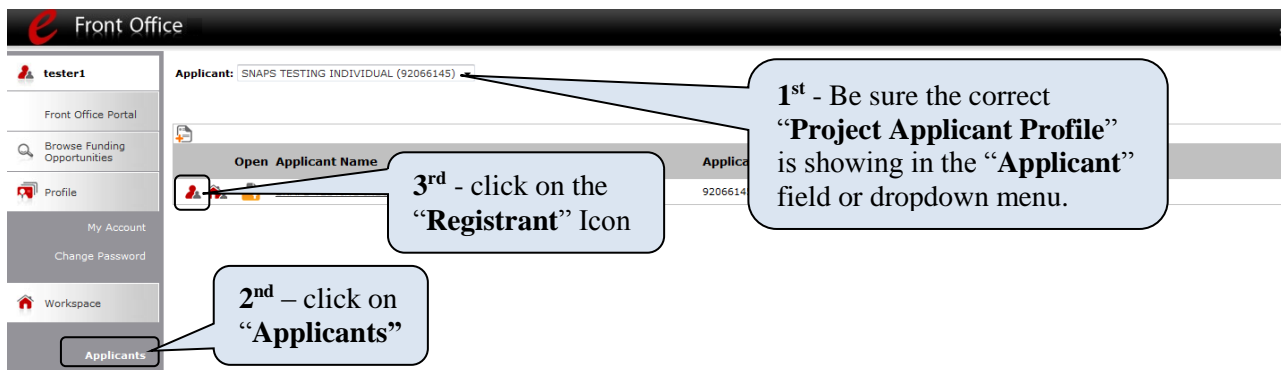 e Front Office
tester1
Applicant: SNAPS TESTING INDIVIDUAL (92066145)
Front Office Portal
Browse Funding
Opportunities
Profile
My Account
Change Password
Workspace
Applicants
Open Applicant Name
1st - Be sure the correct
“Project Applicant Profile”
is showing in the “Applicant”
field or dropdown menu.
3rd - click on the
“Registrant” Icon
2nd – click on
“Applicants”